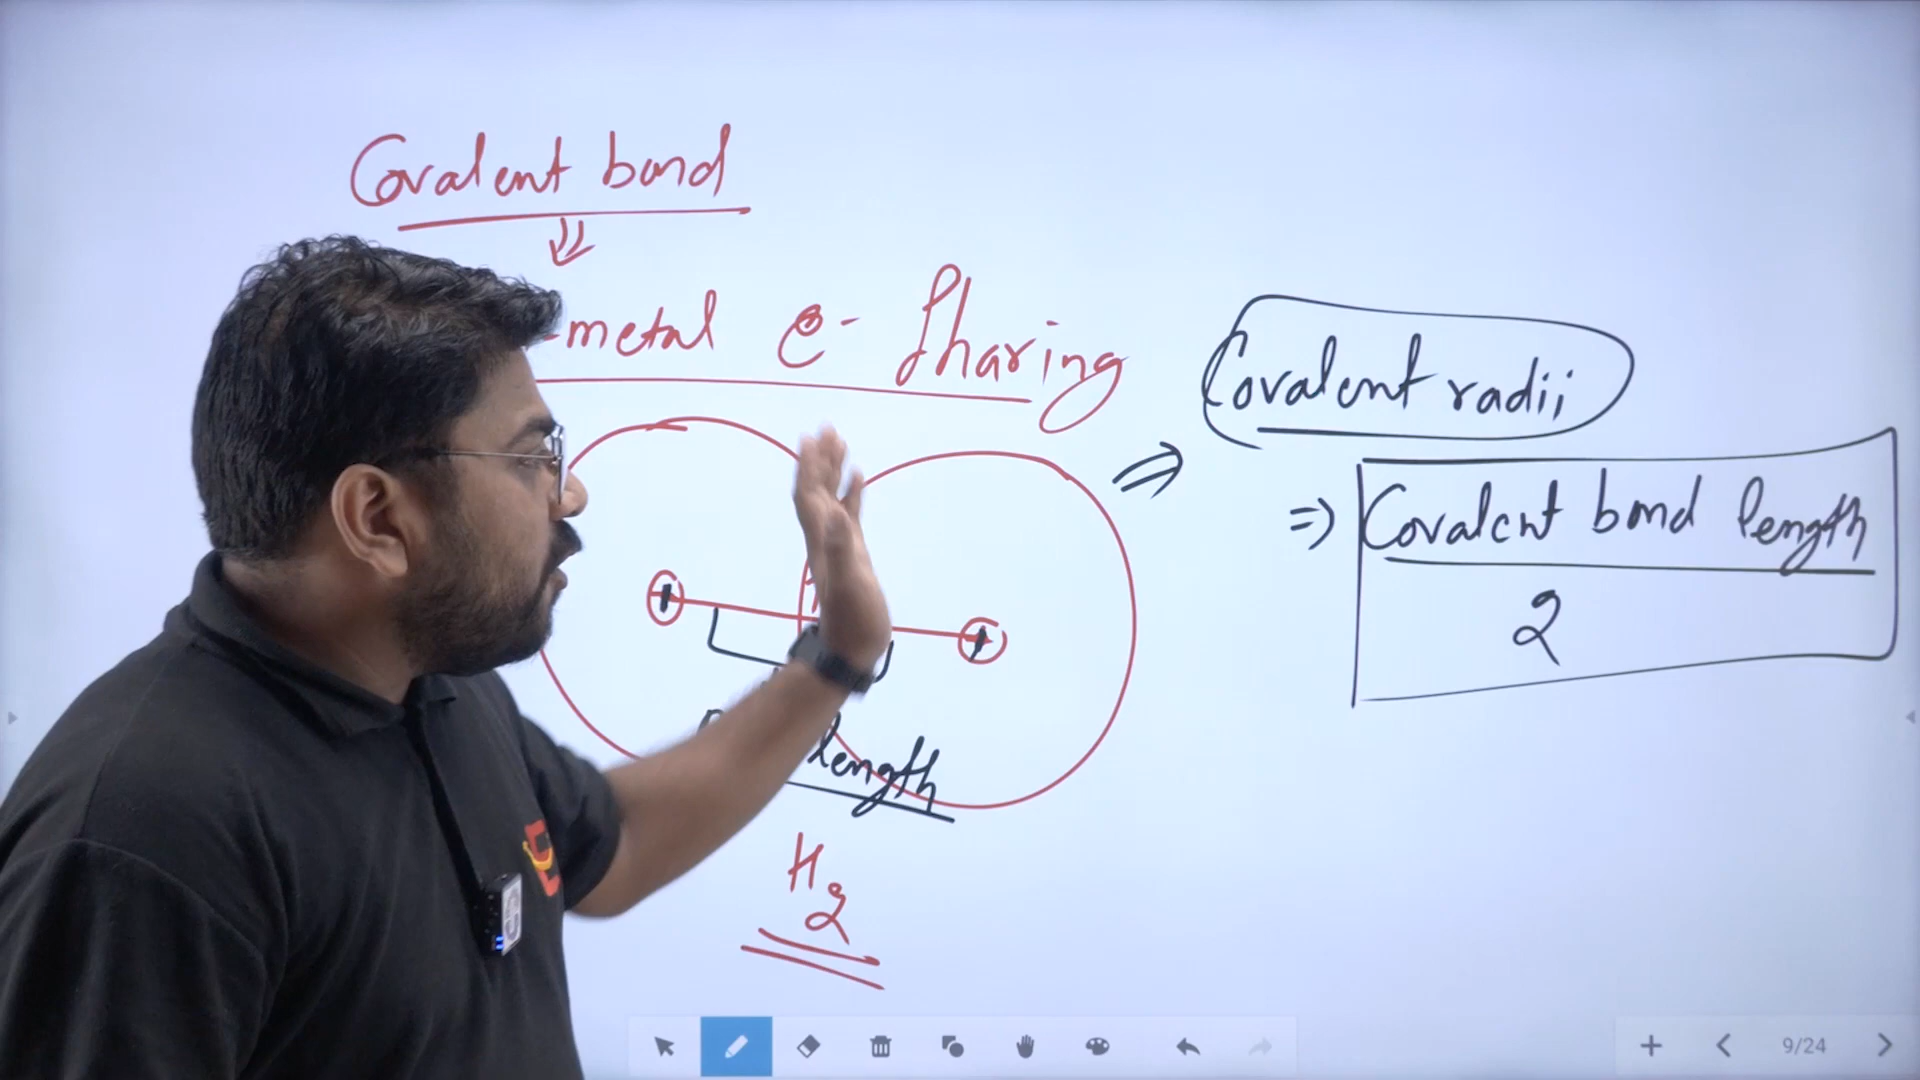 Covalent bond
-metal e- Sharing
Covalent radii
=> Covalent bond length
2
length
H2
9/24